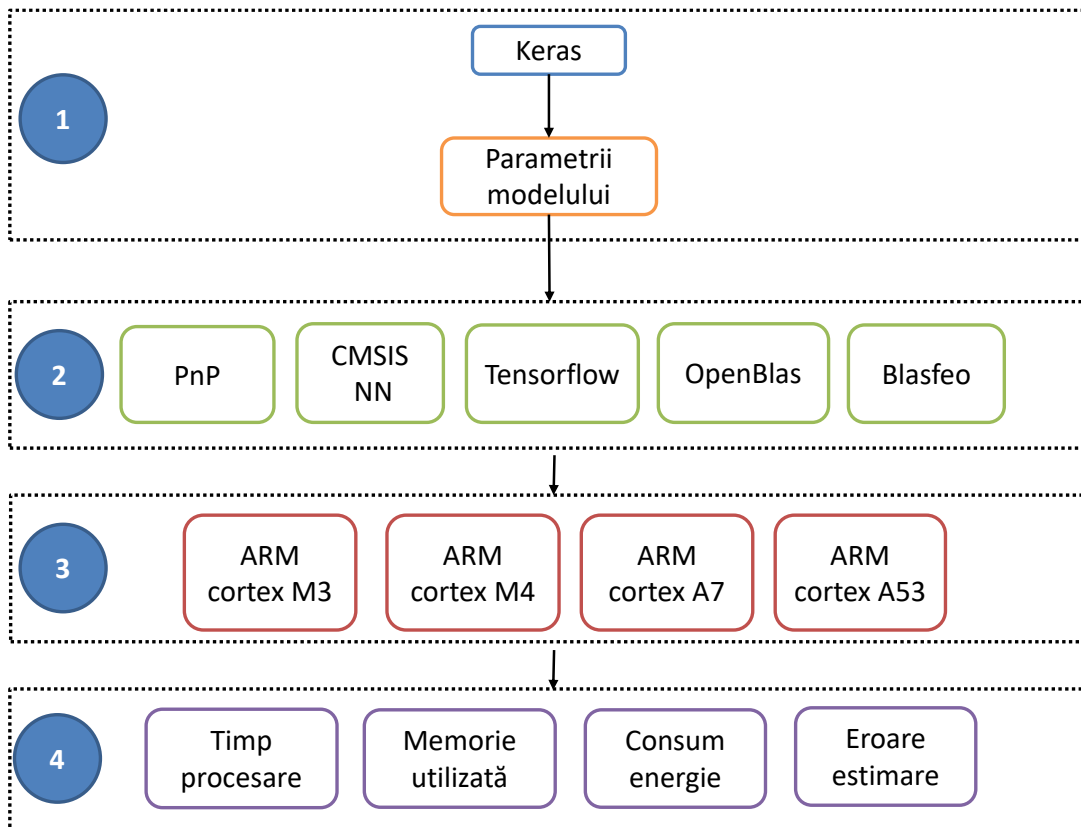 1
Keras
Parametrii
modelului
2
PnP
CMSIS
NN
Tensorflow
OpenBlas
Blasfeo
3
ARM
cortex M3
ARM
cortex M4
ARM
cortex A7
ARM
cortex A53
4
Timp
procesare
Memorie
utilizată
Consum
energie
Eroare
estimare